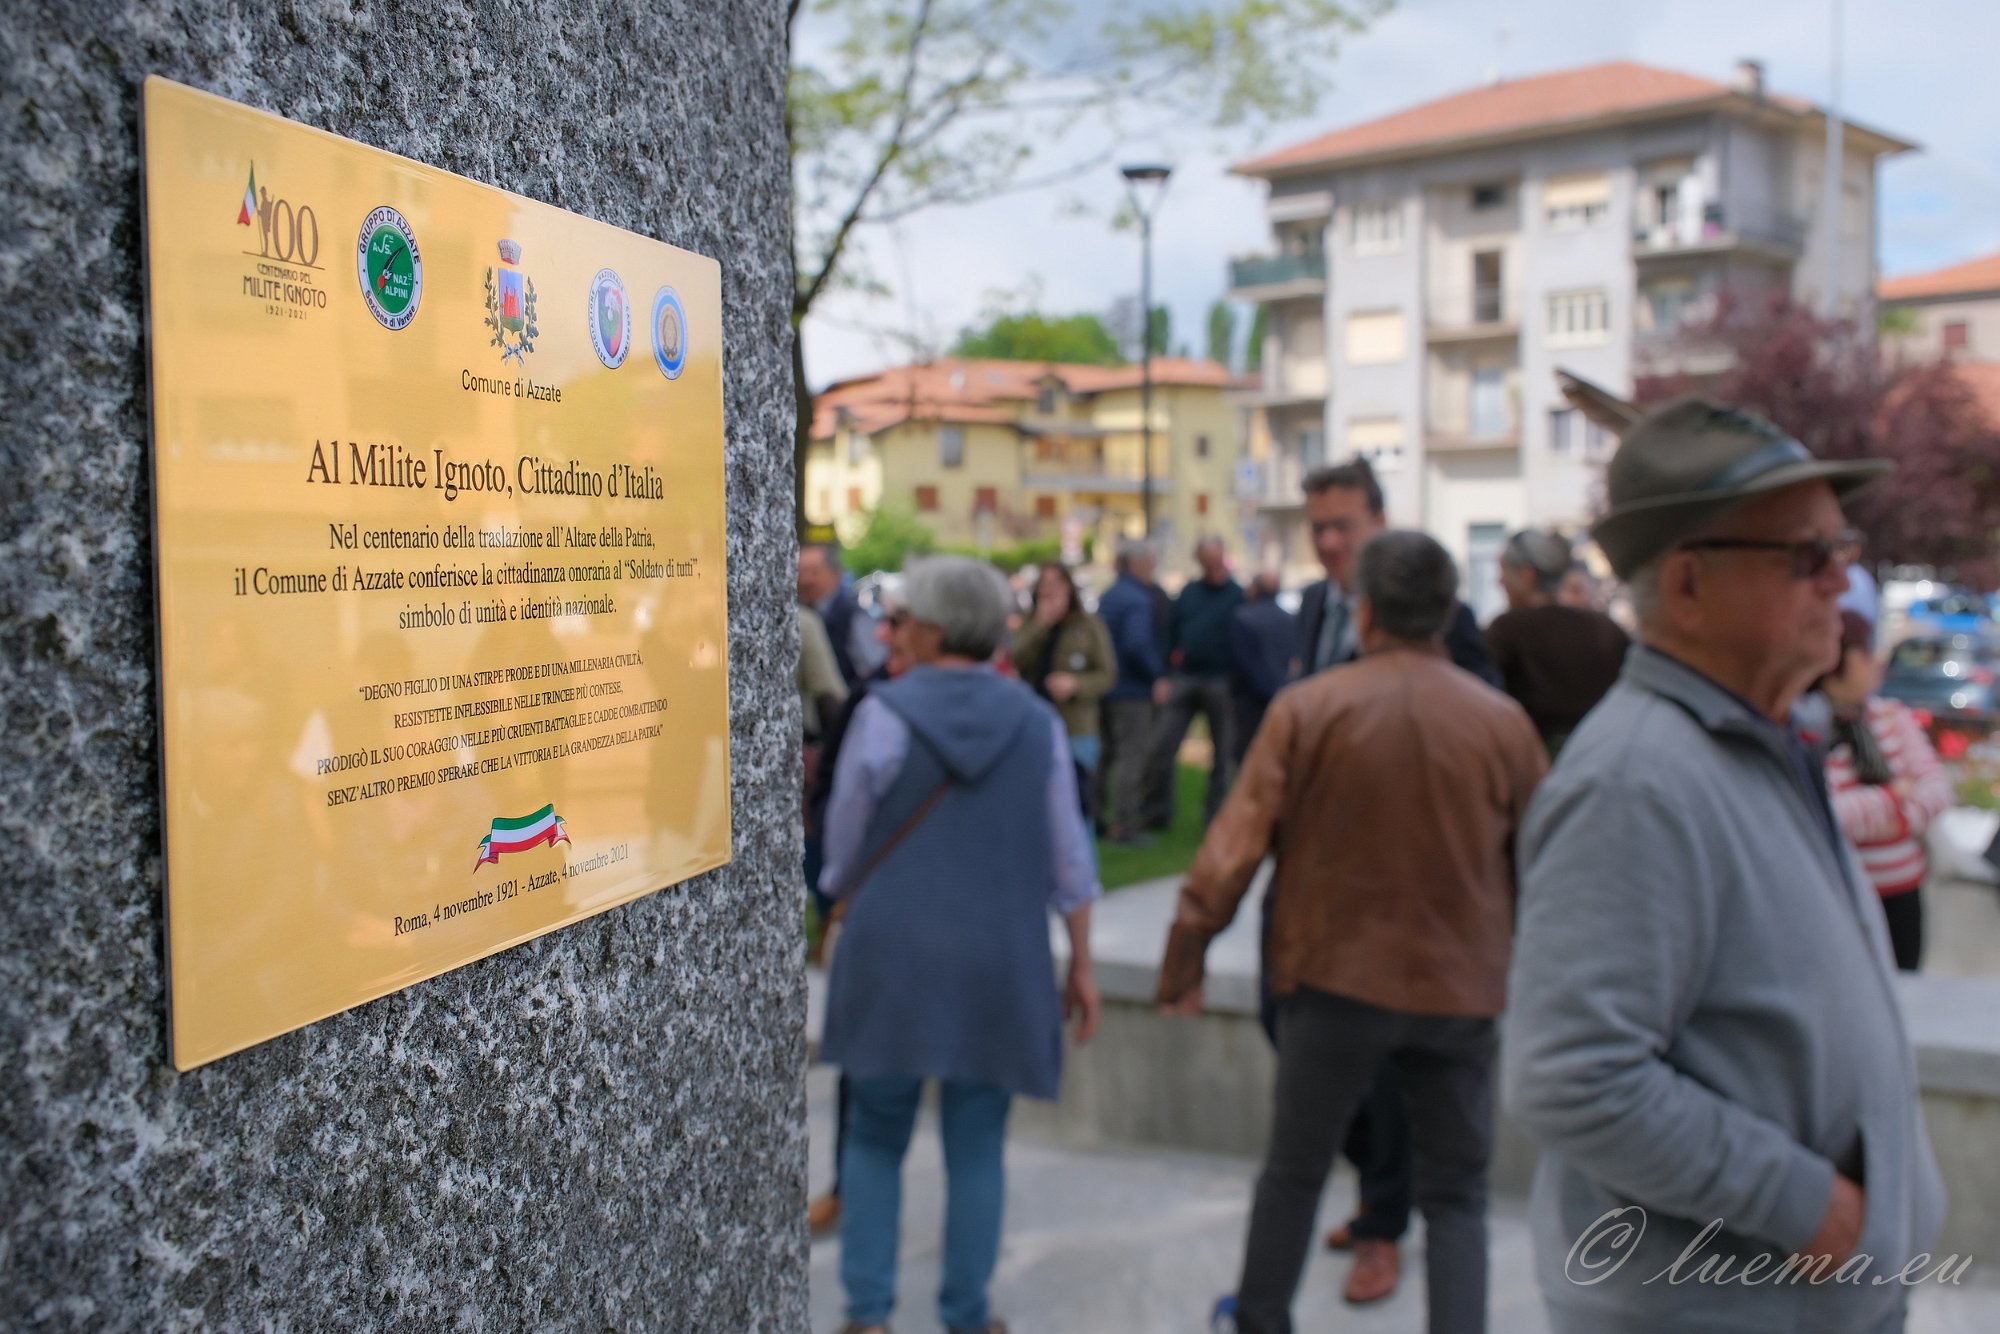 100
CENTENARIO DEL
MILITE IGNOTO
1921-2021
GRUPPO DI AZZATE
ASS.
NAZ.
ALPINI
Sezione di Varese
Comune di Azzate
Al Milite Ignoto, Cittadino d'Italia
Nel centenario della traslazione all'Altare della Patria,
il Comune di Azzate conferisce la cittadinanza onoraria al "Soldato di tutti",
simbolo di unità e identità nazionale.
"DEGNO FIGLIO DI UNA STIRPE PRODE E DI UNA MILLENARIA CIVILTÀ,
RESISTETTE INFLESSIBILE NELLE TRINCEE PIÙ CONTESE,
PRODIGÒ IL SUO CORAGGIO NELLE PIÙ CRUENTI BATTAGLIE E CADDE COMBATTENDO
SENZ'ALTRO PREMIO SPERARE CHE LA VITTORIA E LA GRANDEZZA DELLA PATRIA"
Roma, 4 novembre 1921 - Azzate, 4 novembre 2021
© luema.eu